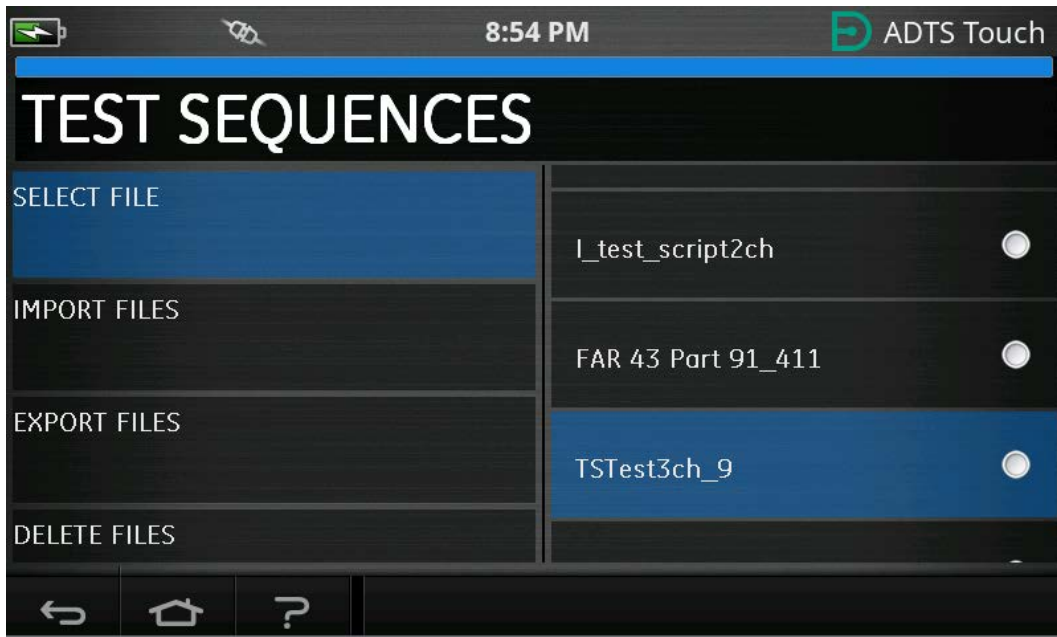 8:54 PM
ADTS Touch
TEST SEQUENCES
SELECT FILE
IMPORT FILES
EXPORT FILES
DELETE FILES
I_test_script2ch
FAR 43 Part 91_411
TSTest3ch_9